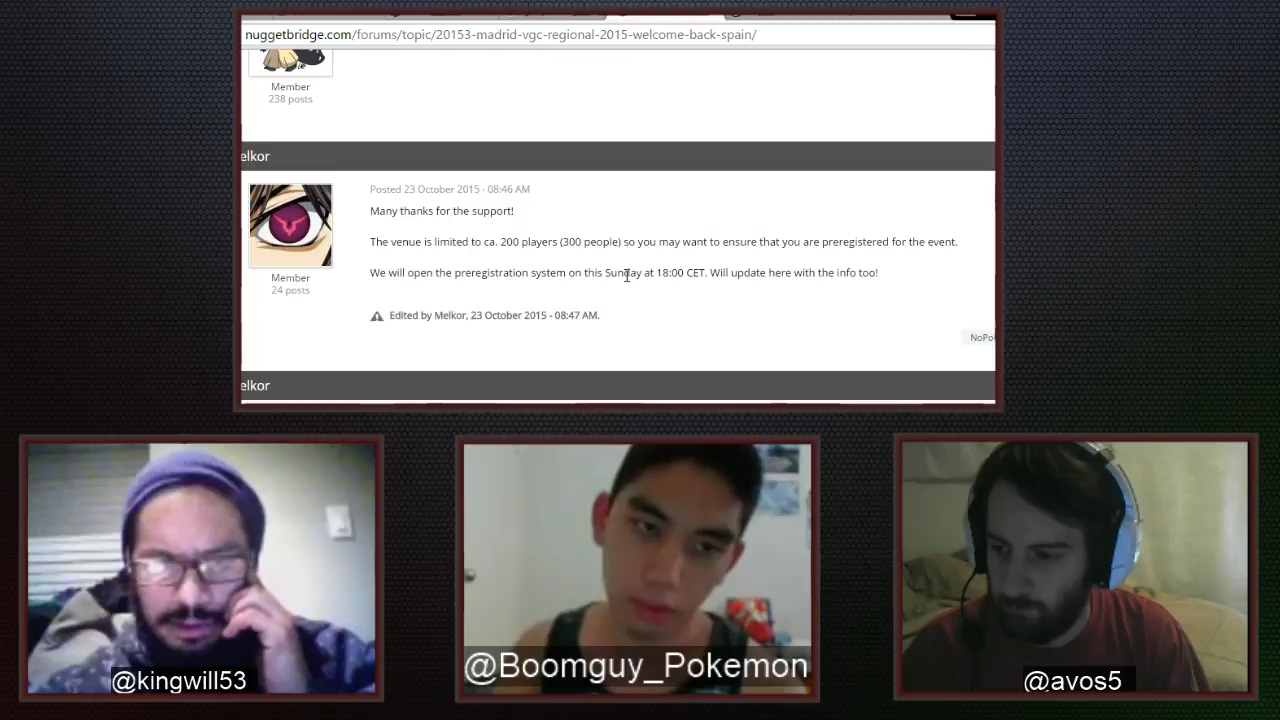 nuggetbridge.com/forums/topic/20153-madrid-vgc-regional-2015-welcome-back-spain/
Member
238 posts
elkor
Posted 23 October 2015 - 08:46 AM
Many thanks for the support!
The venue is limited to ca. 200 players (300 people) so you may want to ensure that you are preregistered for the event.
We will open the preregistration system on this Sunday at 18:00 CET. Will update here with the info too!
Member
24 posts
Edited by Melkor, 23 October 2015 - 08:47 AM.
NoPo
elkor
@kingwill53
@Boomguy_Pokemon
@avos5